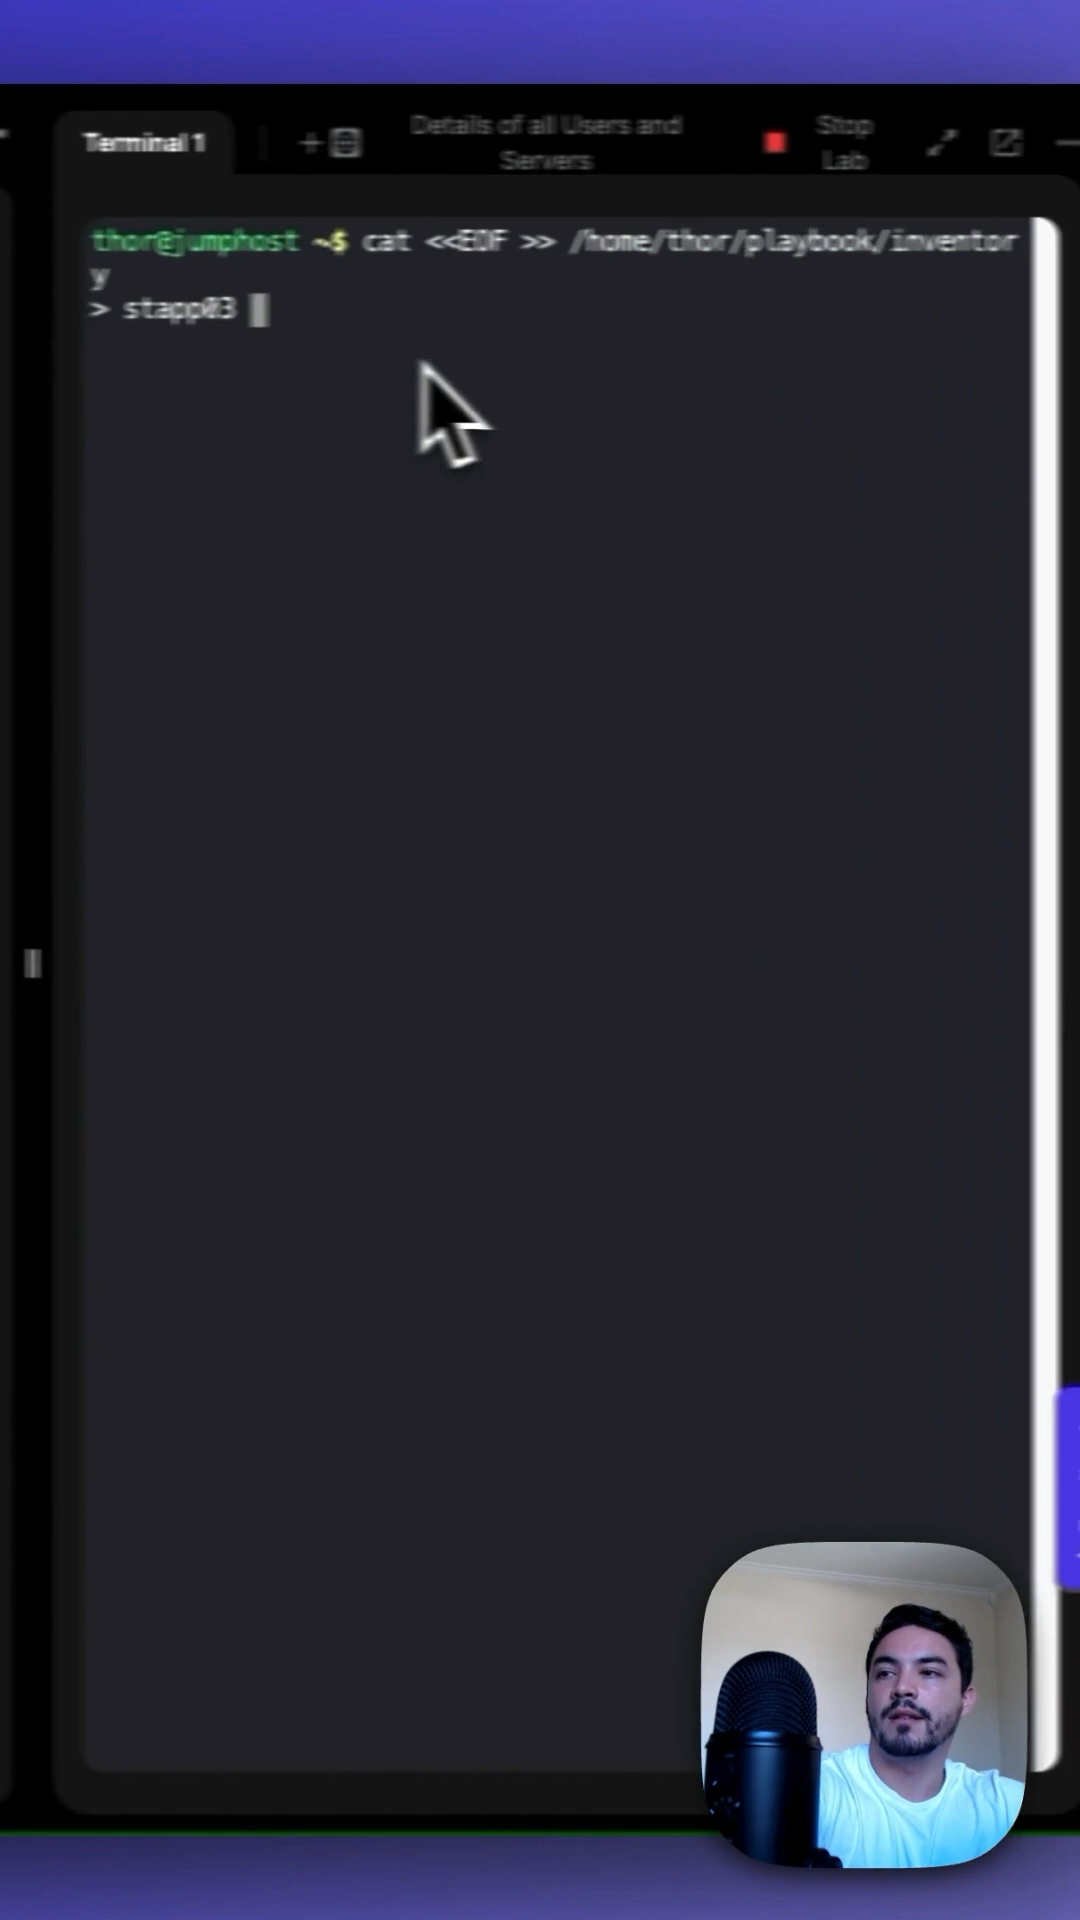 Terminal 1
Details of all Users and
Servers
Stop
Lab
thor@jumphost ~$ cat <<EOF >> /home/thor/playbook/inventor
y
> stapp03